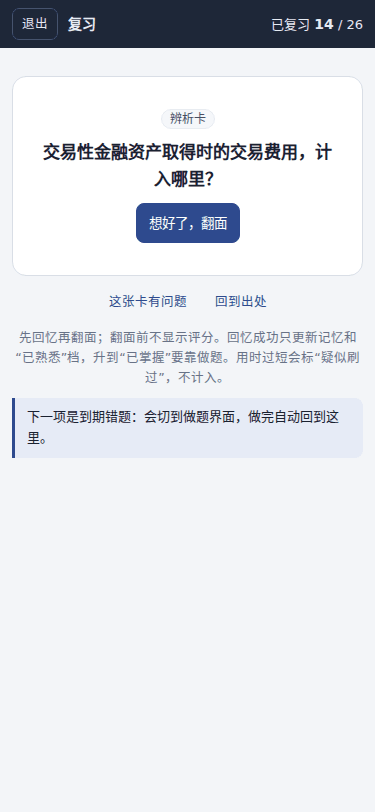 退出 复习 已复习 14 / 26
辨析卡
交易性金融资产取得时的交易费用，计
入哪里？
想好了，翻面
这张卡有问题 回到出处
先回忆再翻面；翻面前不显示评分。回忆成功只更新记忆和
“已熟悉”档，升到“已掌握”要靠做题。用时过短会标“疑似刷
过”，不计入。
下一项是到期错题：会切到做题界面，做完自动回到这
里。